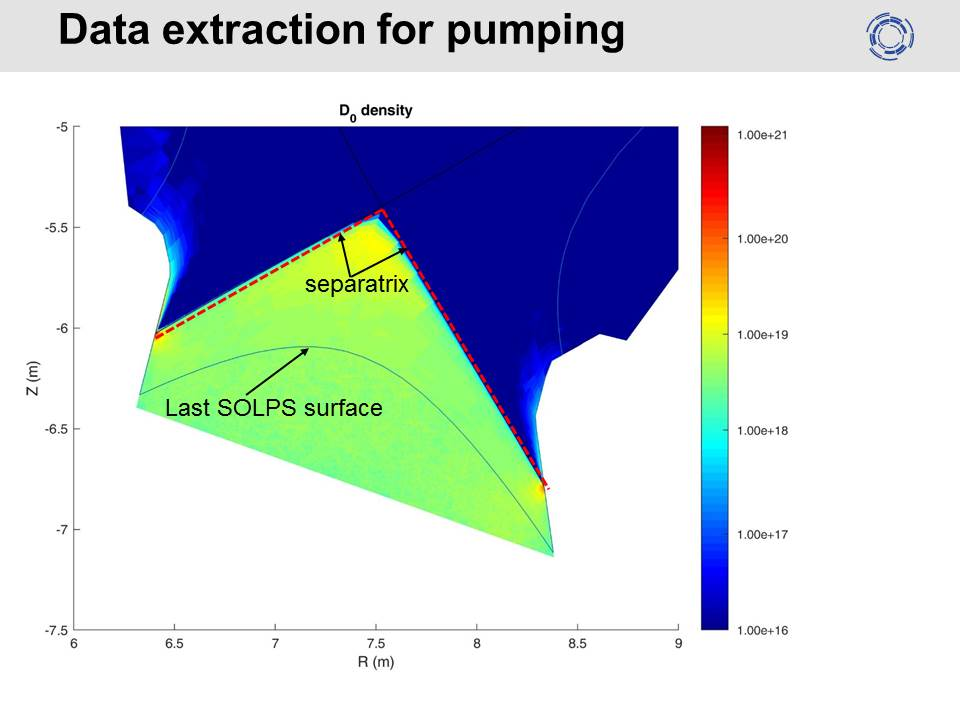 Data extraction for pumping
D0 density
-5
-5.5
-6
-6.5
-7
-7.5
Z (m)
6
6.5
7
7.5
8
8.5
9
R (m)
separatrix
Last SOLPS surface
1.00e+21
1.00e+20
1.00e+19
1.00e+18
1.00e+17
1.00e+16